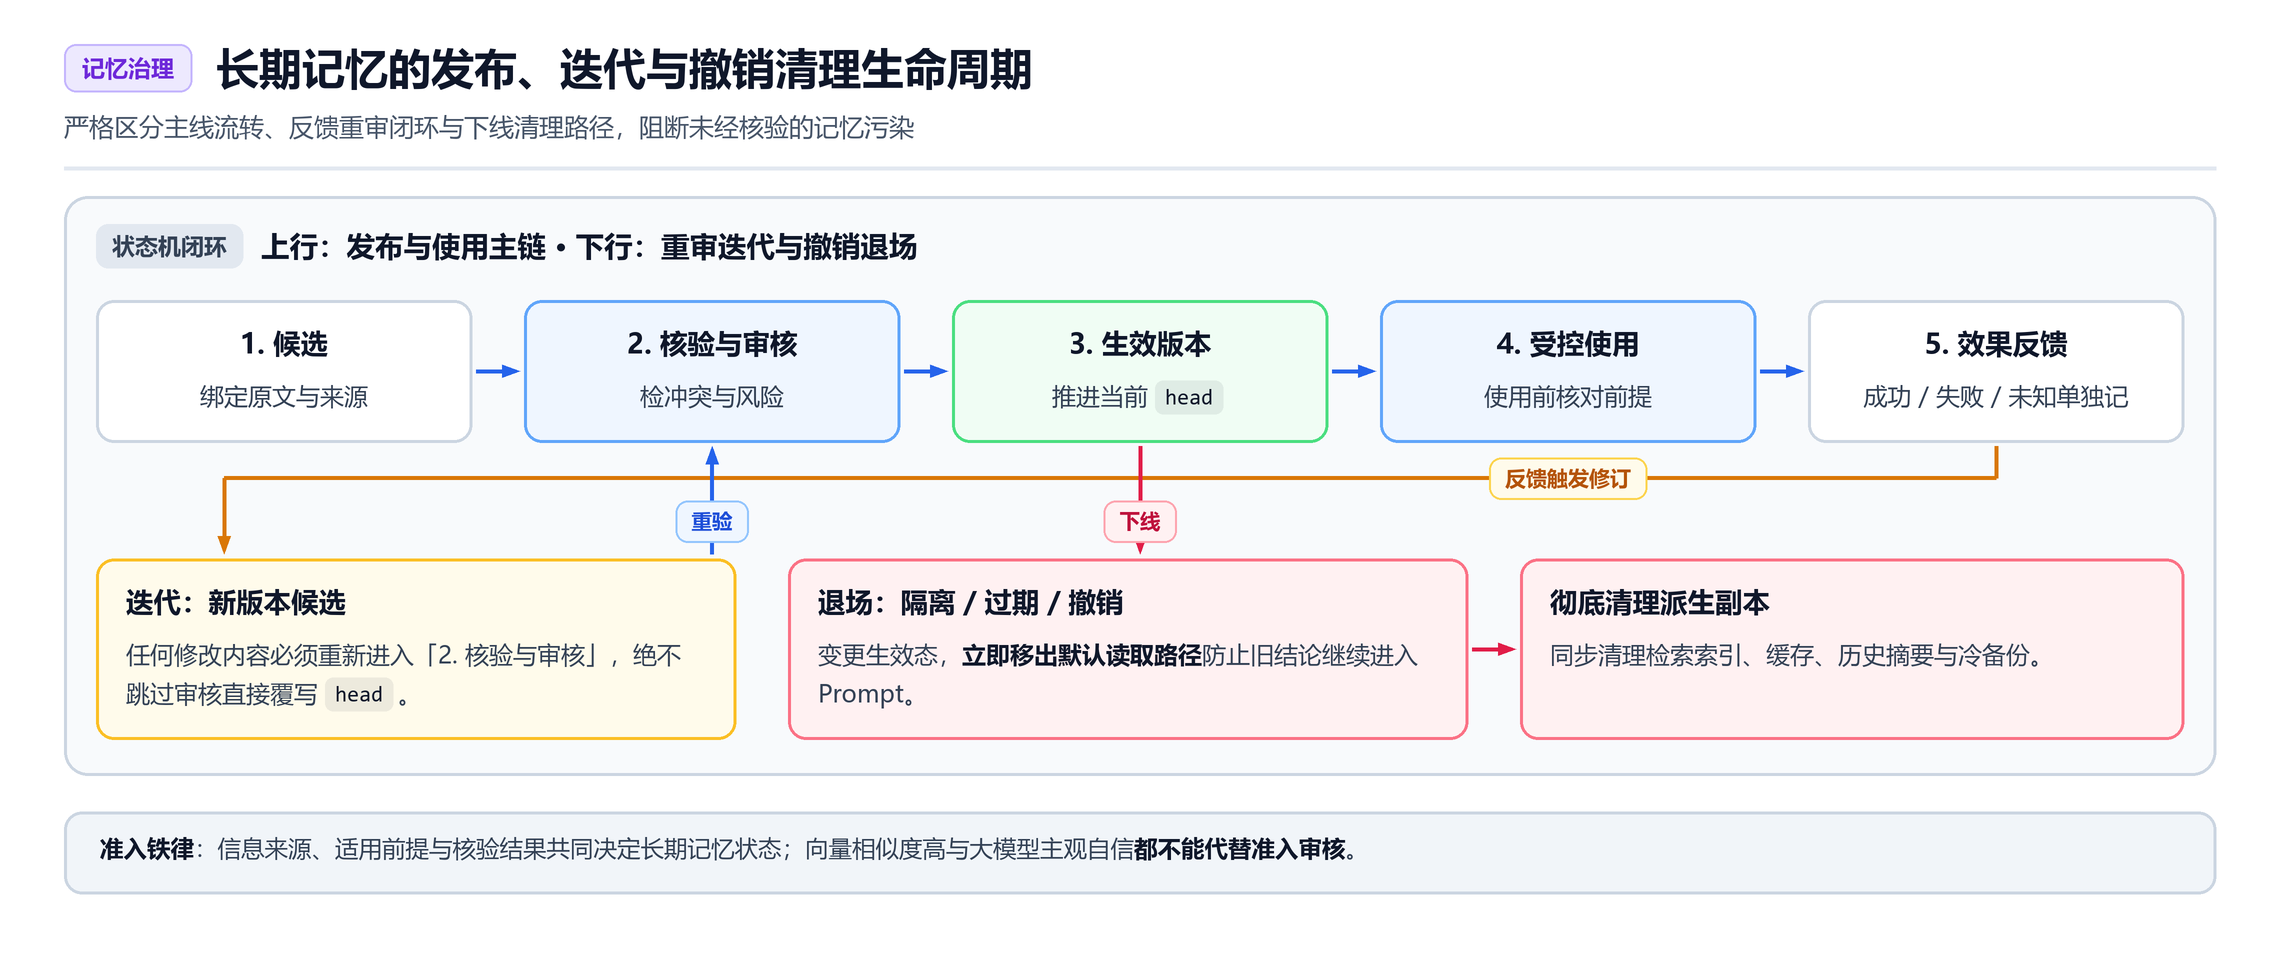 记忆治理
长期记忆的发布、迭代与撤销清理生命周期
严格区分主线流转、反馈重审闭环与下线清理路径，阻断未经核验的记忆污染
状态机闭环
上行：发布与使用主链 • 下行：重审迭代与撤销退场
1. 候选
绑定原文与来源
2. 核验与审核
检冲突与风险
3. 生效版本
推进当前 head
4. 受控使用
使用前核对前提
5. 效果反馈
成功 / 失败 / 未知单独记
反馈触发修订
重验
下线
迭代：新版本候选
任何修改内容必须重新进入「2. 核验与审核」，绝不
跳过审核直接覆写 head 。
退场：隔离 / 过期 / 撤销
变更生效态，立即移出默认读取路径防止旧结论继续进入
Prompt。
彻底清理派生副本
同步清理检索索引、缓存、历史摘要与冷备份。
准入铁律：信息来源、适用前提与核验结果共同决定长期记忆状态；向量相似度高与大模型主观自信都不能代替准入审核。